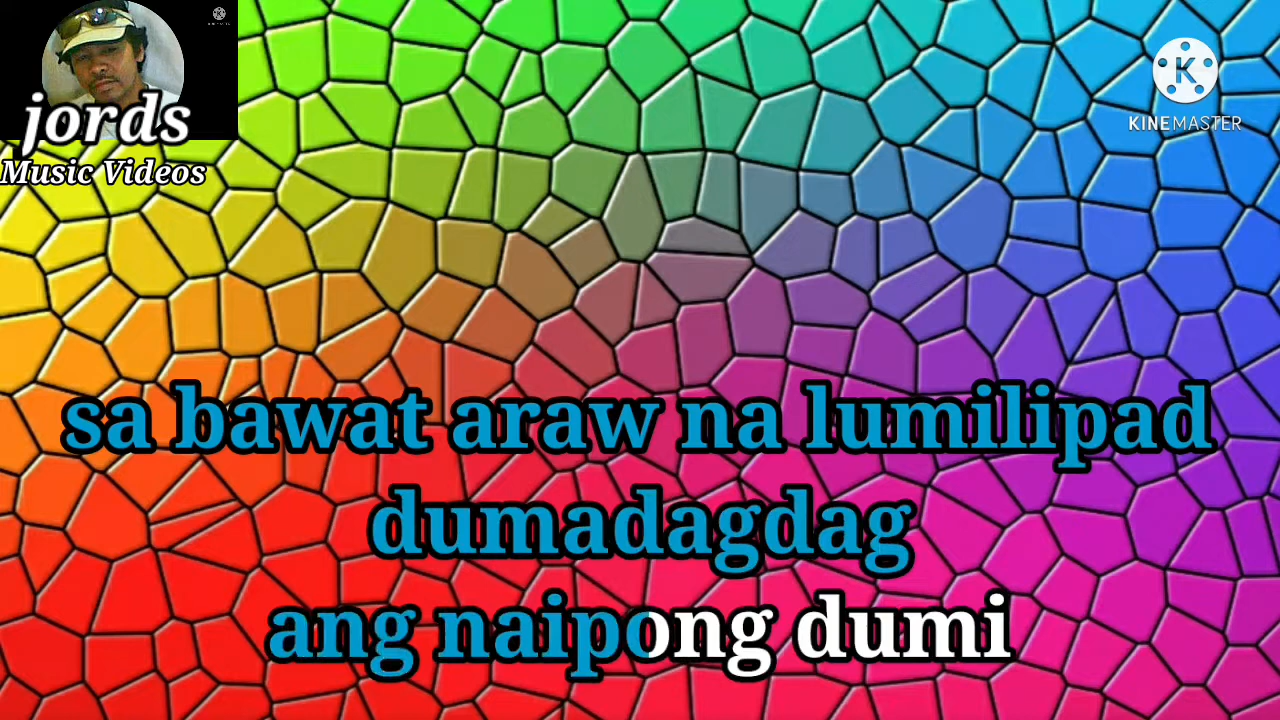 jords
Music Videos
KINEMASTER
sa bawat araw na lumilipad
dumadagdag
ang naipong dumi